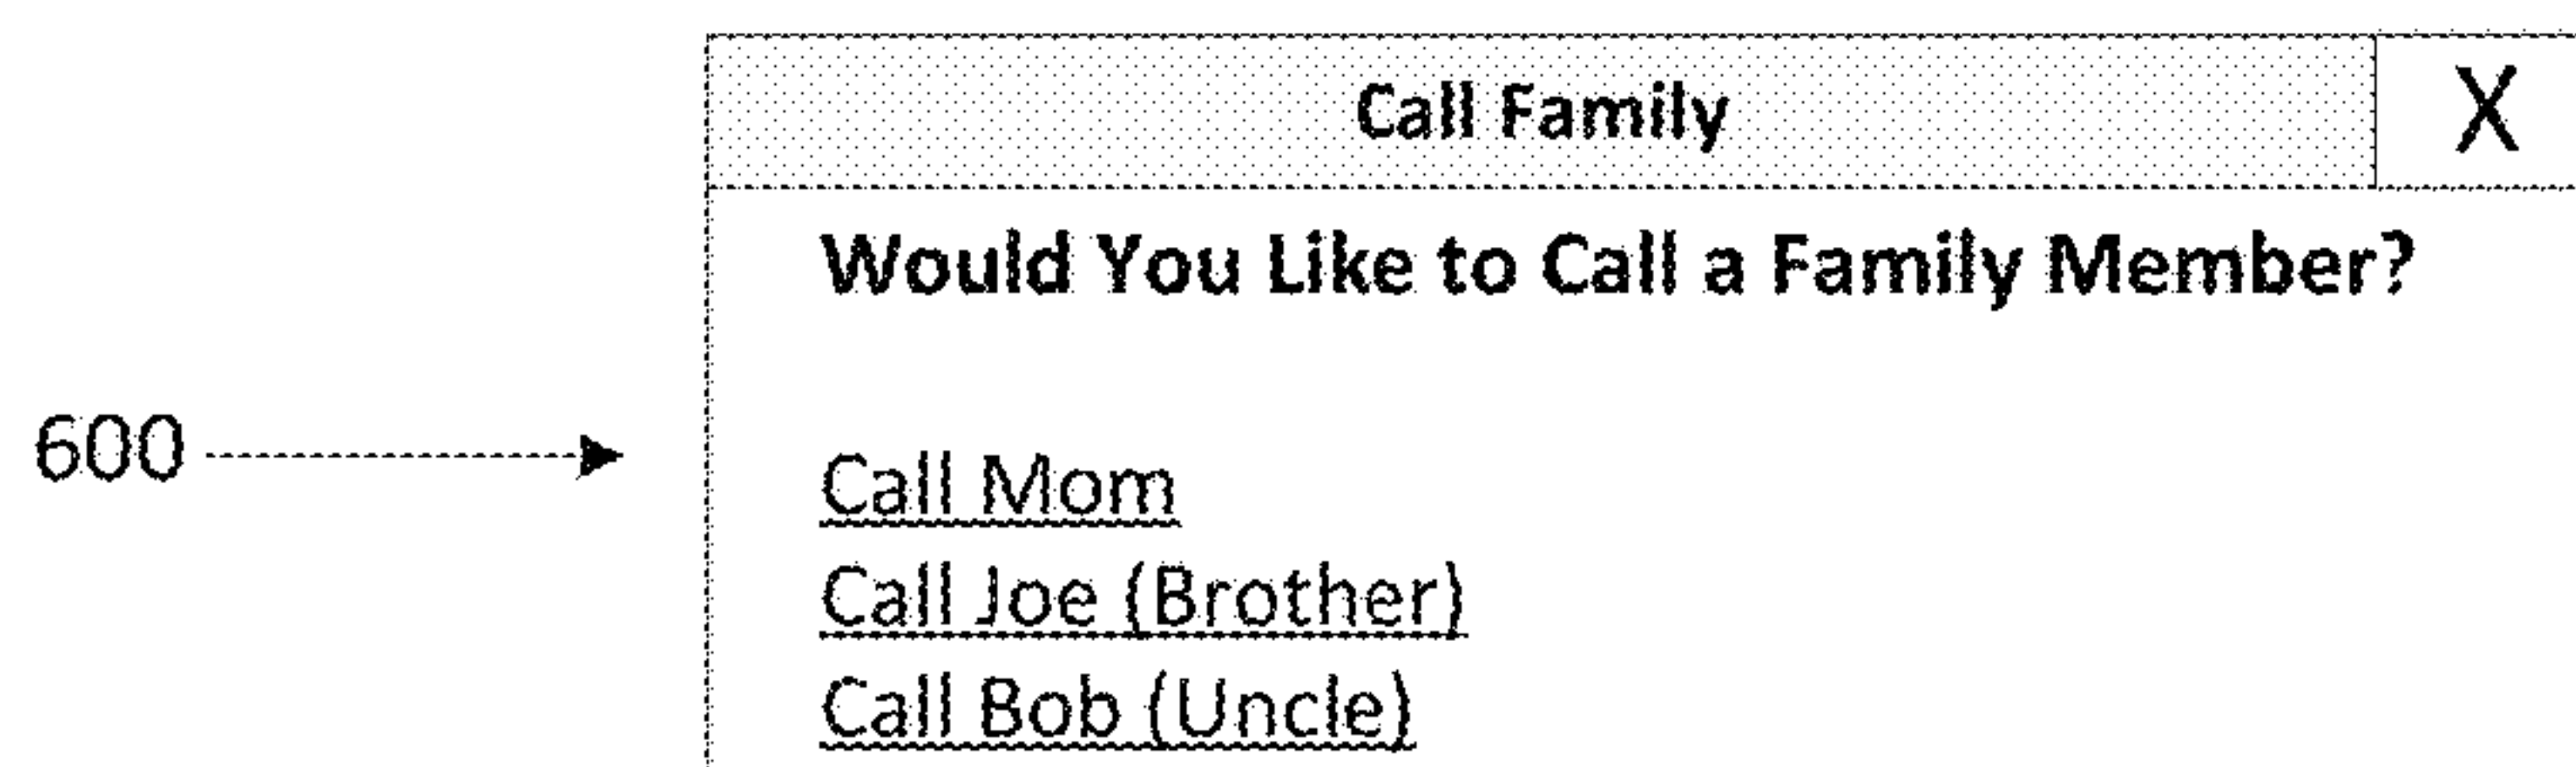 Call Family
X
Would You Like to Call a Family Member?
600
Call Mom
Call Joe (Brother)
Call Bob (Uncle)